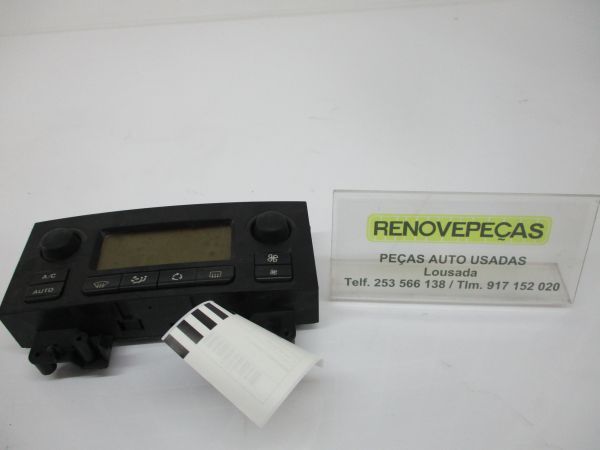 RENOVEPEÇAS
PEÇAS AUTO USADAS
Lousada
Telf. 253 566 138 / Tlm. 917 152 020
A/C
AUTO